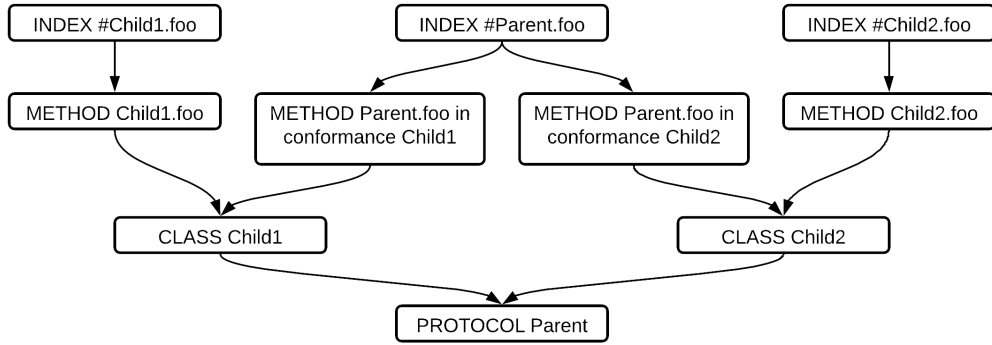 INDEX #Child1.foo
INDEX #Parent.foo
INDEX #Child2.foo
METHOD Child1.foo
METHOD Parent.foo in
conformance Child1
METHOD Parent.foo in
conformance Child2
METHOD Child2.foo
CLASS Child1
CLASS Child2
PROTOCOL Parent